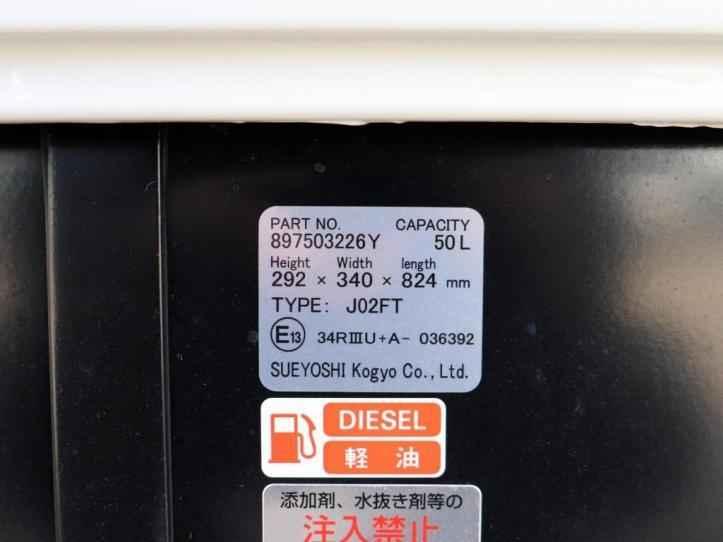 PART NO. CAPACITY
897503226Y 50 L
Height Width length
292 × 340 × 824 mm
TYPE: J02FT
E13 34RⅢU+A- 036392
SUEYOSHI Kogyo Co., Ltd.
DIESEL
軽 油
添加剤、水抜き剤等の
注入禁止